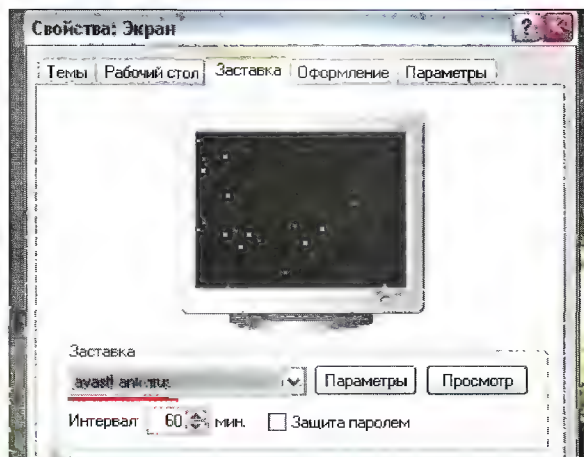 Свойства: Экран ?
Темы Рабочий стол Заставка Оформление Параметры
Заставка
avast! antivirus Параметры Просмотр
Интервал 60 мин. Защита паролем